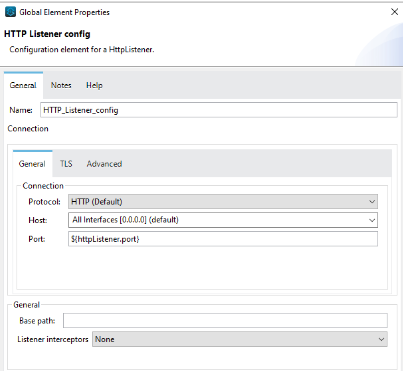 Global Element Properties
HTTP Listener config
Configuration element for a HttpListener.
General Notes Help
Name: HTTP_Listener_config
Connection
General TLS Advanced
Connection
Protocol: HTTP (Default)
Host: All Interfaces [0.0.0.0] (default)
Port: ${httpListener.port}
General
Base path:
Listener interceptors None